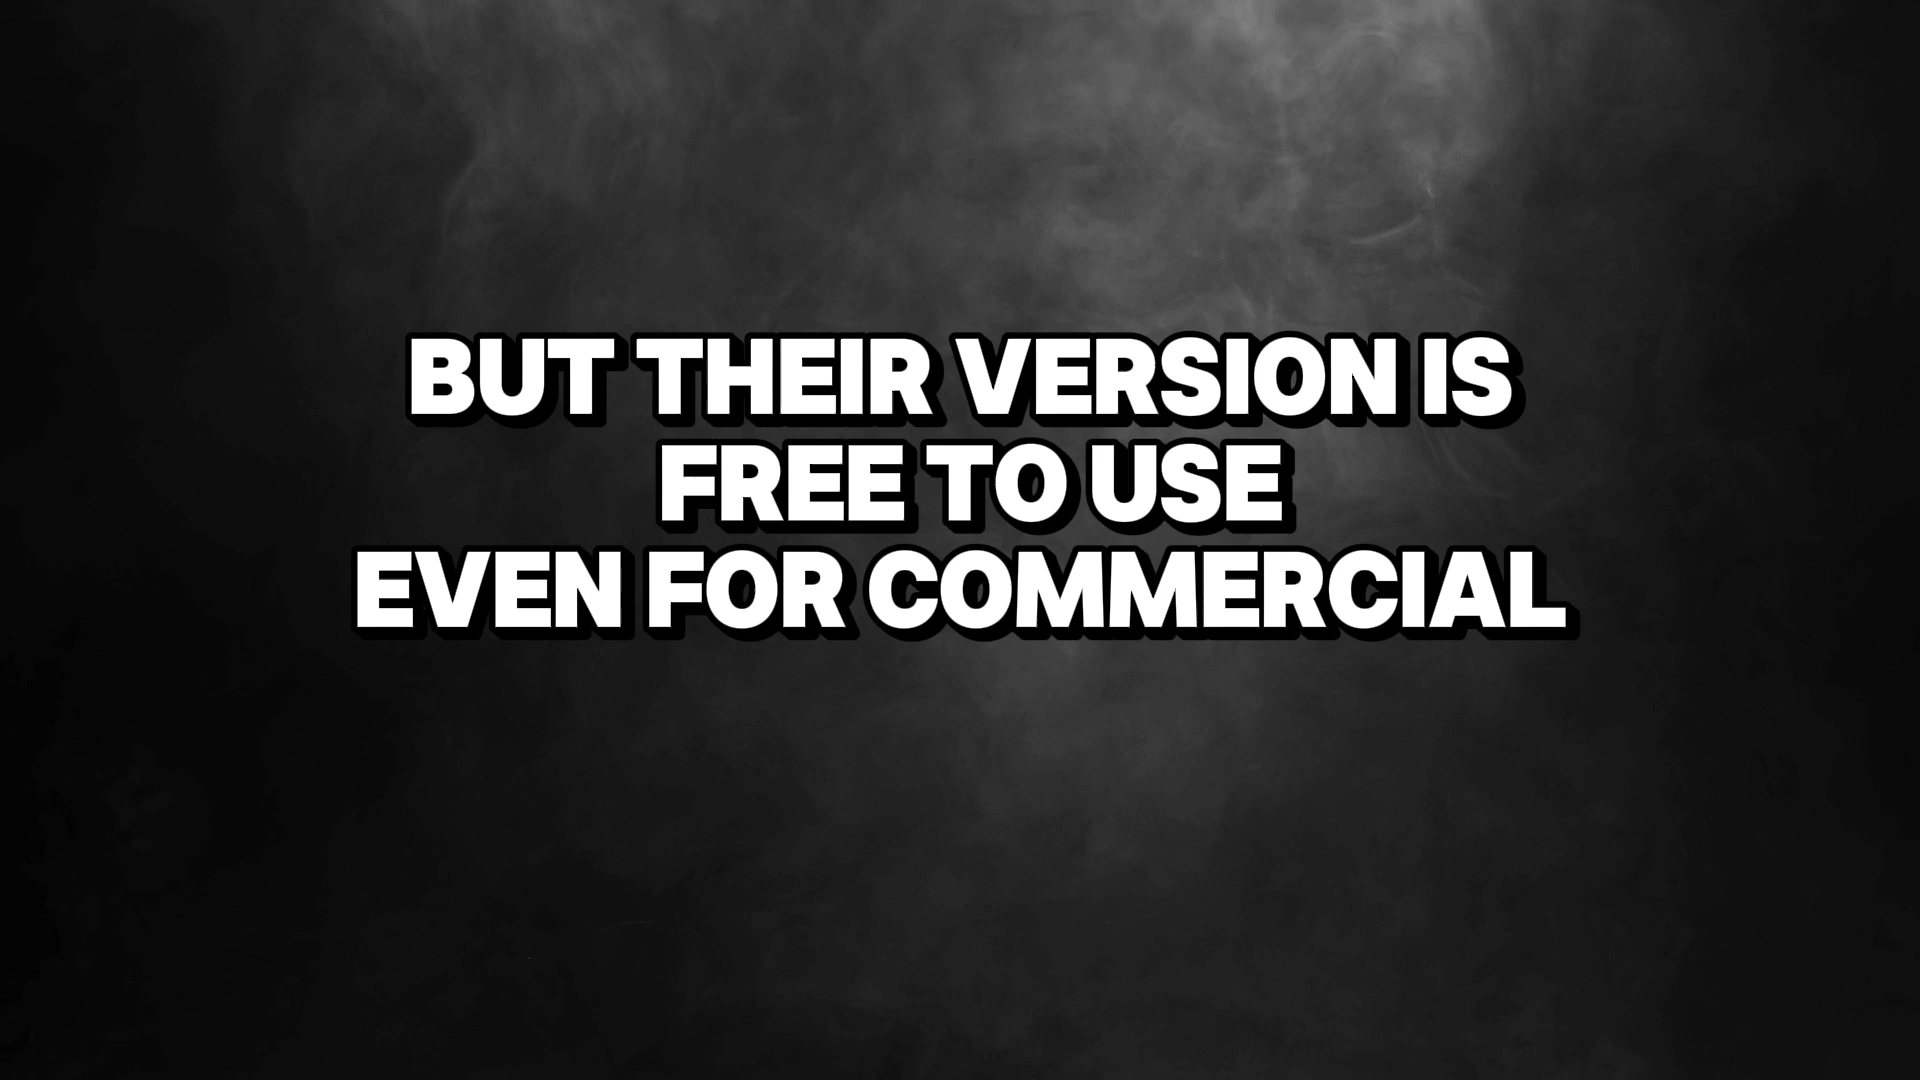 BUT THEIR VERSION IS
FREE TO USE
EVEN FOR COMMERCIAL